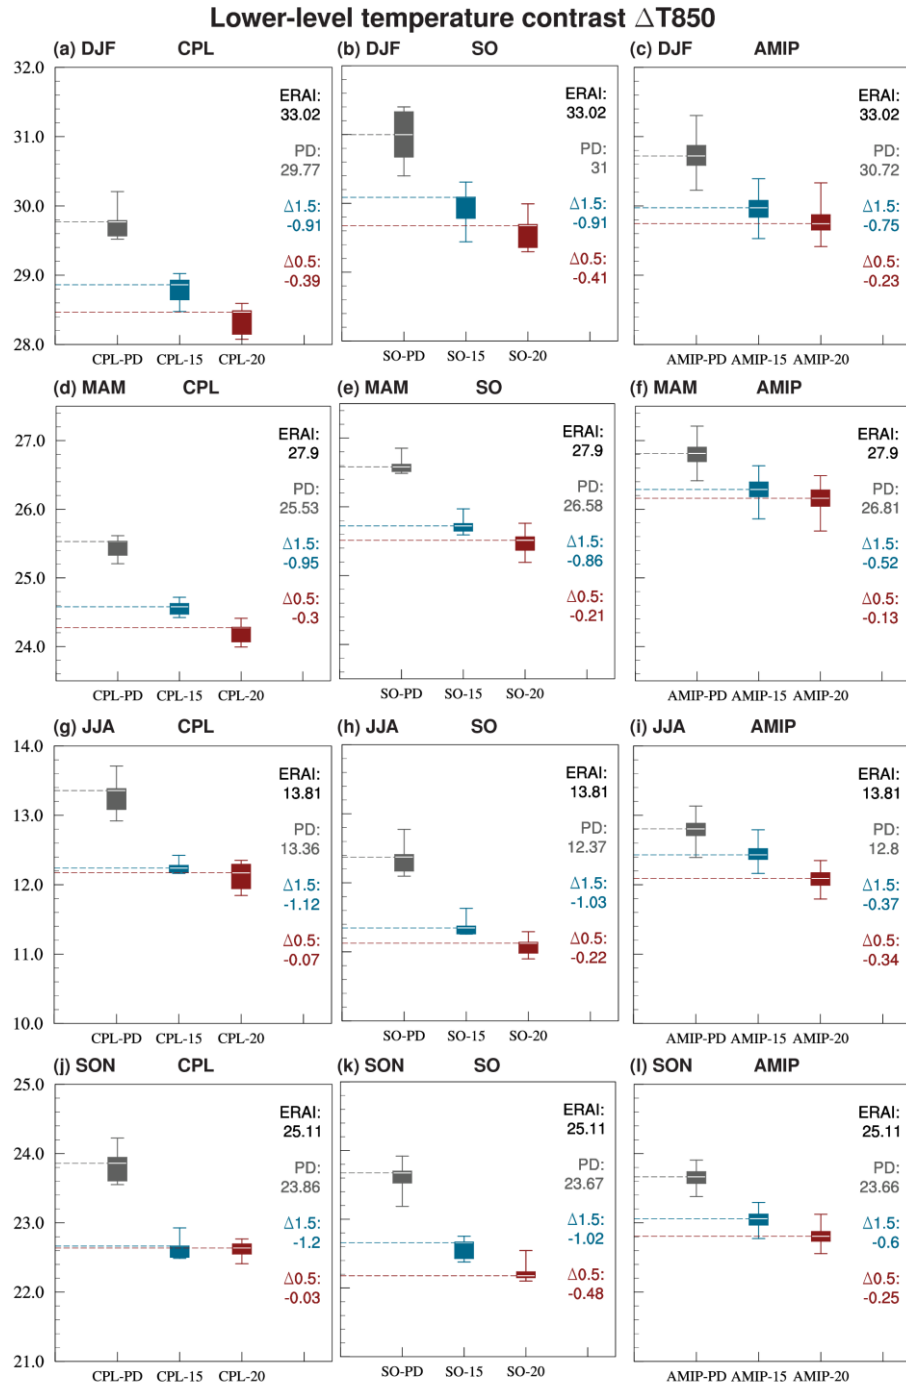 Lower-level temperature contrast ΔT850
(a) DJF CPL
(b) DJF SO
(c) DJF AMIP
32.0
31.0
30.0
29.0
28.0
ERAI:
33.02
PD:
29.77
Δ1.5:
-0.91
Δ0.5:
-0.39
CPL-PD CPL-15 CPL-20
ERAI:
33.02
PD:
31
Δ1.5:
-0.91
Δ0.5:
-0.41
SO-PD SO-15 SO-20
ERAI:
33.02
PD:
30.72
Δ1.5:
-0.75
Δ0.5:
-0.23
AMIP-PD AMIP-15 AMIP-20
(d) MAM CPL
(e) MAM SO
(f) MAM AMIP
27.0
26.0
25.0
24.0
ERAI:
27.9
PD:
25.53
Δ1.5:
-0.95
Δ0.5:
-0.3
CPL-PD CPL-15 CPL-20
ERAI:
27.9
PD:
26.58
Δ1.5:
-0.86
Δ0.5:
-0.21
SO-PD SO-15 SO-20
ERAI:
27.9
PD:
26.81
Δ1.5:
-0.52
Δ0.5:
-0.13
AMIP-PD AMIP-15 AMIP-20
(g) JJA CPL
(h) JJA SO
(i) JJA AMIP
14.0
13.0
12.0
11.0
10.0
ERAI:
13.81
PD:
13.36
Δ1.5:
-1.12
Δ0.5:
-0.07
CPL-PD CPL-15 CPL-20
ERAI:
13.81
PD:
12.37
Δ1.5:
-1.03
Δ0.5:
-0.22
SO-PD SO-15 SO-20
ERAI:
13.81
PD:
12.8
Δ1.5:
-0.37
Δ0.5:
-0.34
AMIP-PD AMIP-15 AMIP-20
(j) SON CPL
(k) SON SO
(l) SON AMIP
25.0
24.0
23.0
22.0
21.0
ERAI:
25.11
PD:
23.86
Δ1.5:
-1.2
Δ0.5:
-0.03
CPL-PD CPL-15 CPL-20
ERAI:
25.11
PD:
23.67
Δ1.5:
-1.02
Δ0.5:
-0.48
SO-PD SO-15 SO-20
ERAI:
25.11
PD:
23.66
Δ1.5:
-0.6
Δ0.5:
-0.25
AMIP-PD AMIP-15 AMIP-20